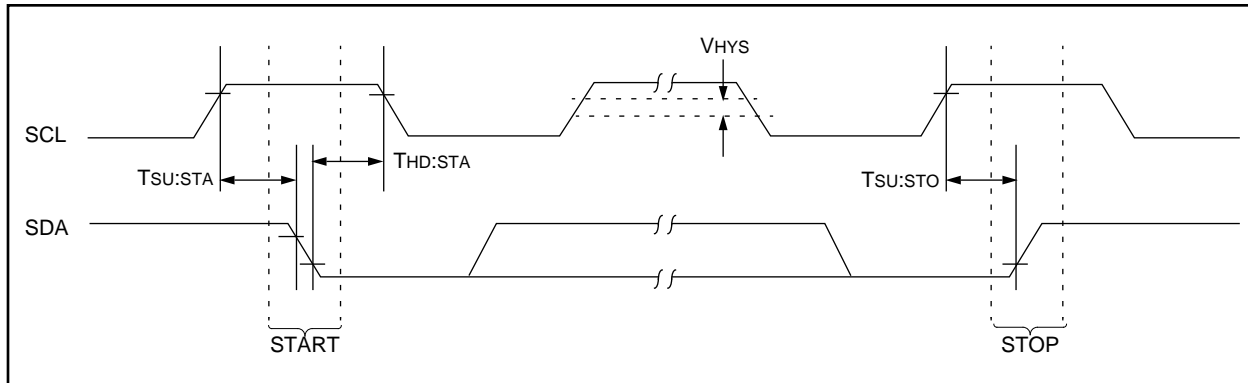 VHYS
SCL
THD:STA
TSU:STA
TSU:STO
SDA
START
STOP